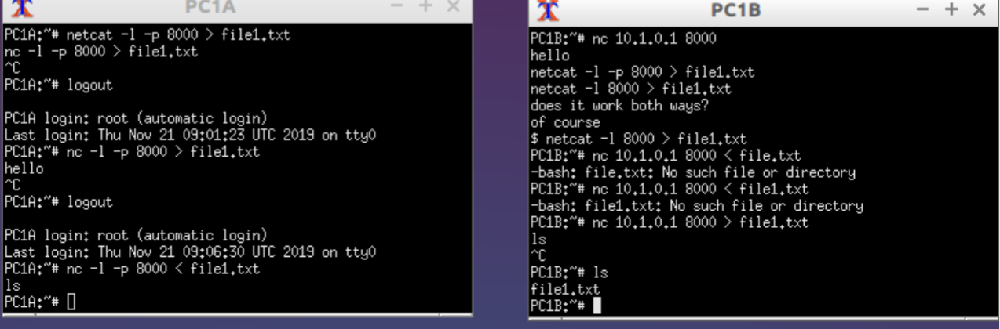 PC1A
PC1A:~# netcat -l -p 8000 > file1.txt
nc -l -p 8000 > file1.txt
^C
PC1A:~# logout
PC1A login: root (automatic login)
Last login: Thu Nov 21 09:01:23 UTC 2019 on tty0
PC1A:~# nc -l -p 8000 > file1.txt
hello
^C
PC1A:~# logout
PC1A login: root (automatic login)
Last login: Thu Nov 21 09:06:30 UTC 2019 on tty0
PC1A:~# nc -l -p 8000 < file1.txt
ls
PC1A:~#
PC1B
PC1B:~# nc 10.1.0.1 8000
hello
netcat -l -p 8000 > file1.txt
netcat -l 8000 > file1.txt
does it work both ways?
of course
$ netcat -l 8000 > file1.txt
PC1B:~# nc 10.1.0.1 8000 < file.txt
-bash: file.txt: No such file or directory
PC1B:~# nc 10.1.0.1 8000 < file1.txt
-bash: file1.txt: No such file or directory
PC1B:~# nc 10.1.0.1 8000 > file1.txt
ls
^C
PC1B:~# ls
file1.txt
PC1B:~#